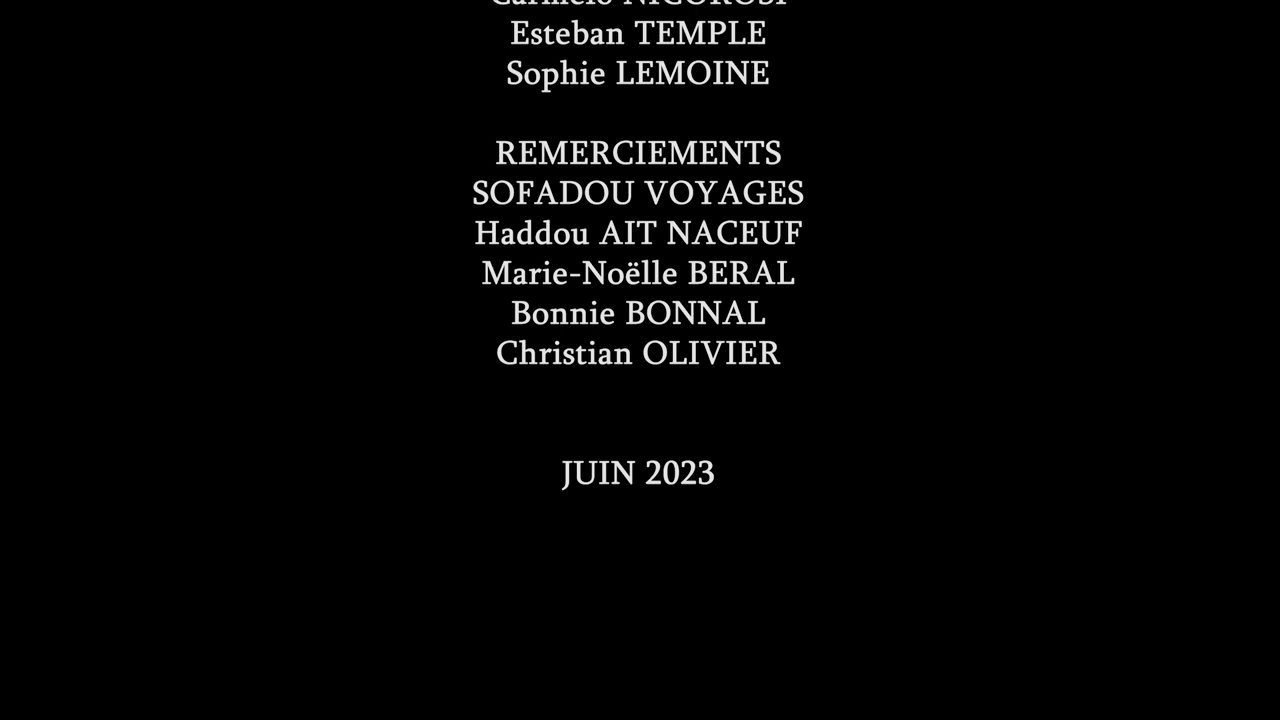 Esteban TEMPLE
Sophie LEMOINE
REMERCIEMENTS
SOFADOU VOYAGES
Haddou AIT NACEUF
Marie-Noëlle BERAL
Bonnie BONNAL
Christian OLIVIER
JUIN 2023